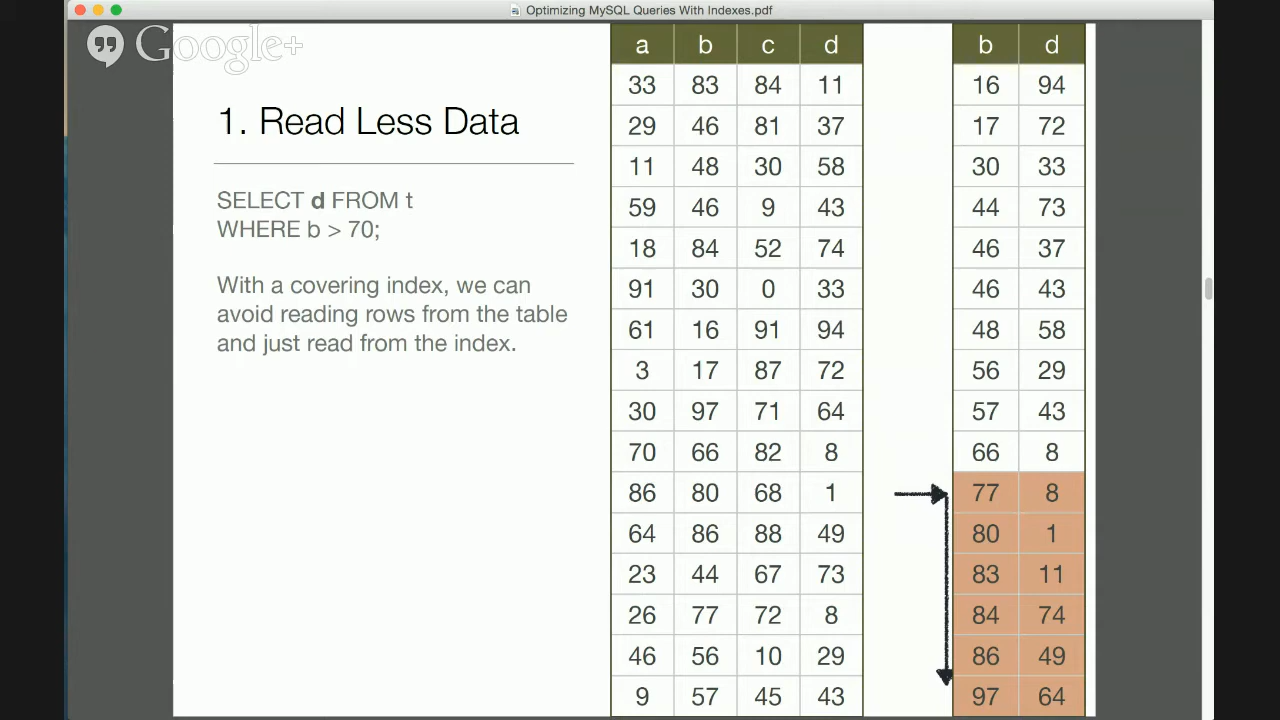 Optimizing MySQL Queries With Indexes.pdf
Google+
1. Read Less Data
SELECT d FROM t
WHERE b > 70;
With a covering index, we can
avoid reading rows from the table
and just read from the index.
a b c d
33 83 84 11
29 46 81 37
11 48 30 58
59 46 9 43
18 84 52 74
91 30 0 33
61 16 91 94
3 17 87 72
30 97 71 64
70 66 82 8
86 80 68 1
64 86 88 49
23 44 67 73
26 77 72 8
46 56 10 29
9 57 45 43
b d
16 94
17 72
30 33
44 73
46 37
46 43
48 58
56 29
57 43
66 8
77 8
80 1
83 11
84 74
86 49
97 64